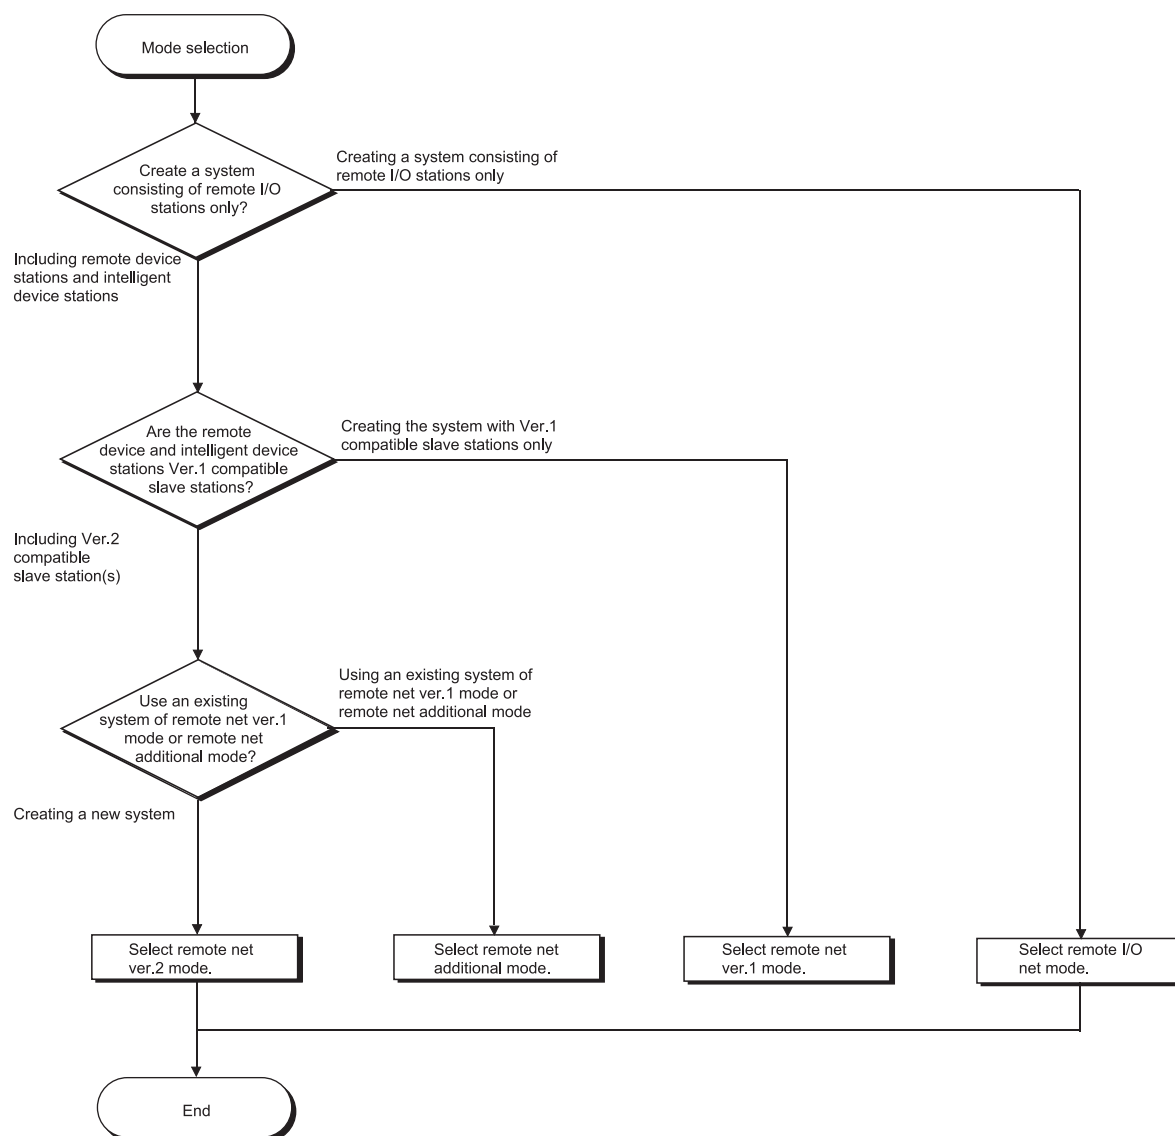 Mode selection
Create a system
consisting of remote I/O
stations only?
Creating a system consisting of
remote I/O stations only
Including remote device
stations and intelligent
device stations
Are the remote
device and intelligent device
stations Ver.1 compatible
slave stations?
Creating the system with Ver.1
compatible slave stations only
Including Ver.2
compatible
slave station(s)
Use an existing
system of remote net ver.1
mode or remote net
additional mode?
Using an existing system of
remote net ver.1 mode or
remote net additional mode
Creating a new system
Select remote net
ver.2 mode.
Select remote net
additional mode.
Select remote net
ver.1 mode.
Select remote I/O
net mode.
End